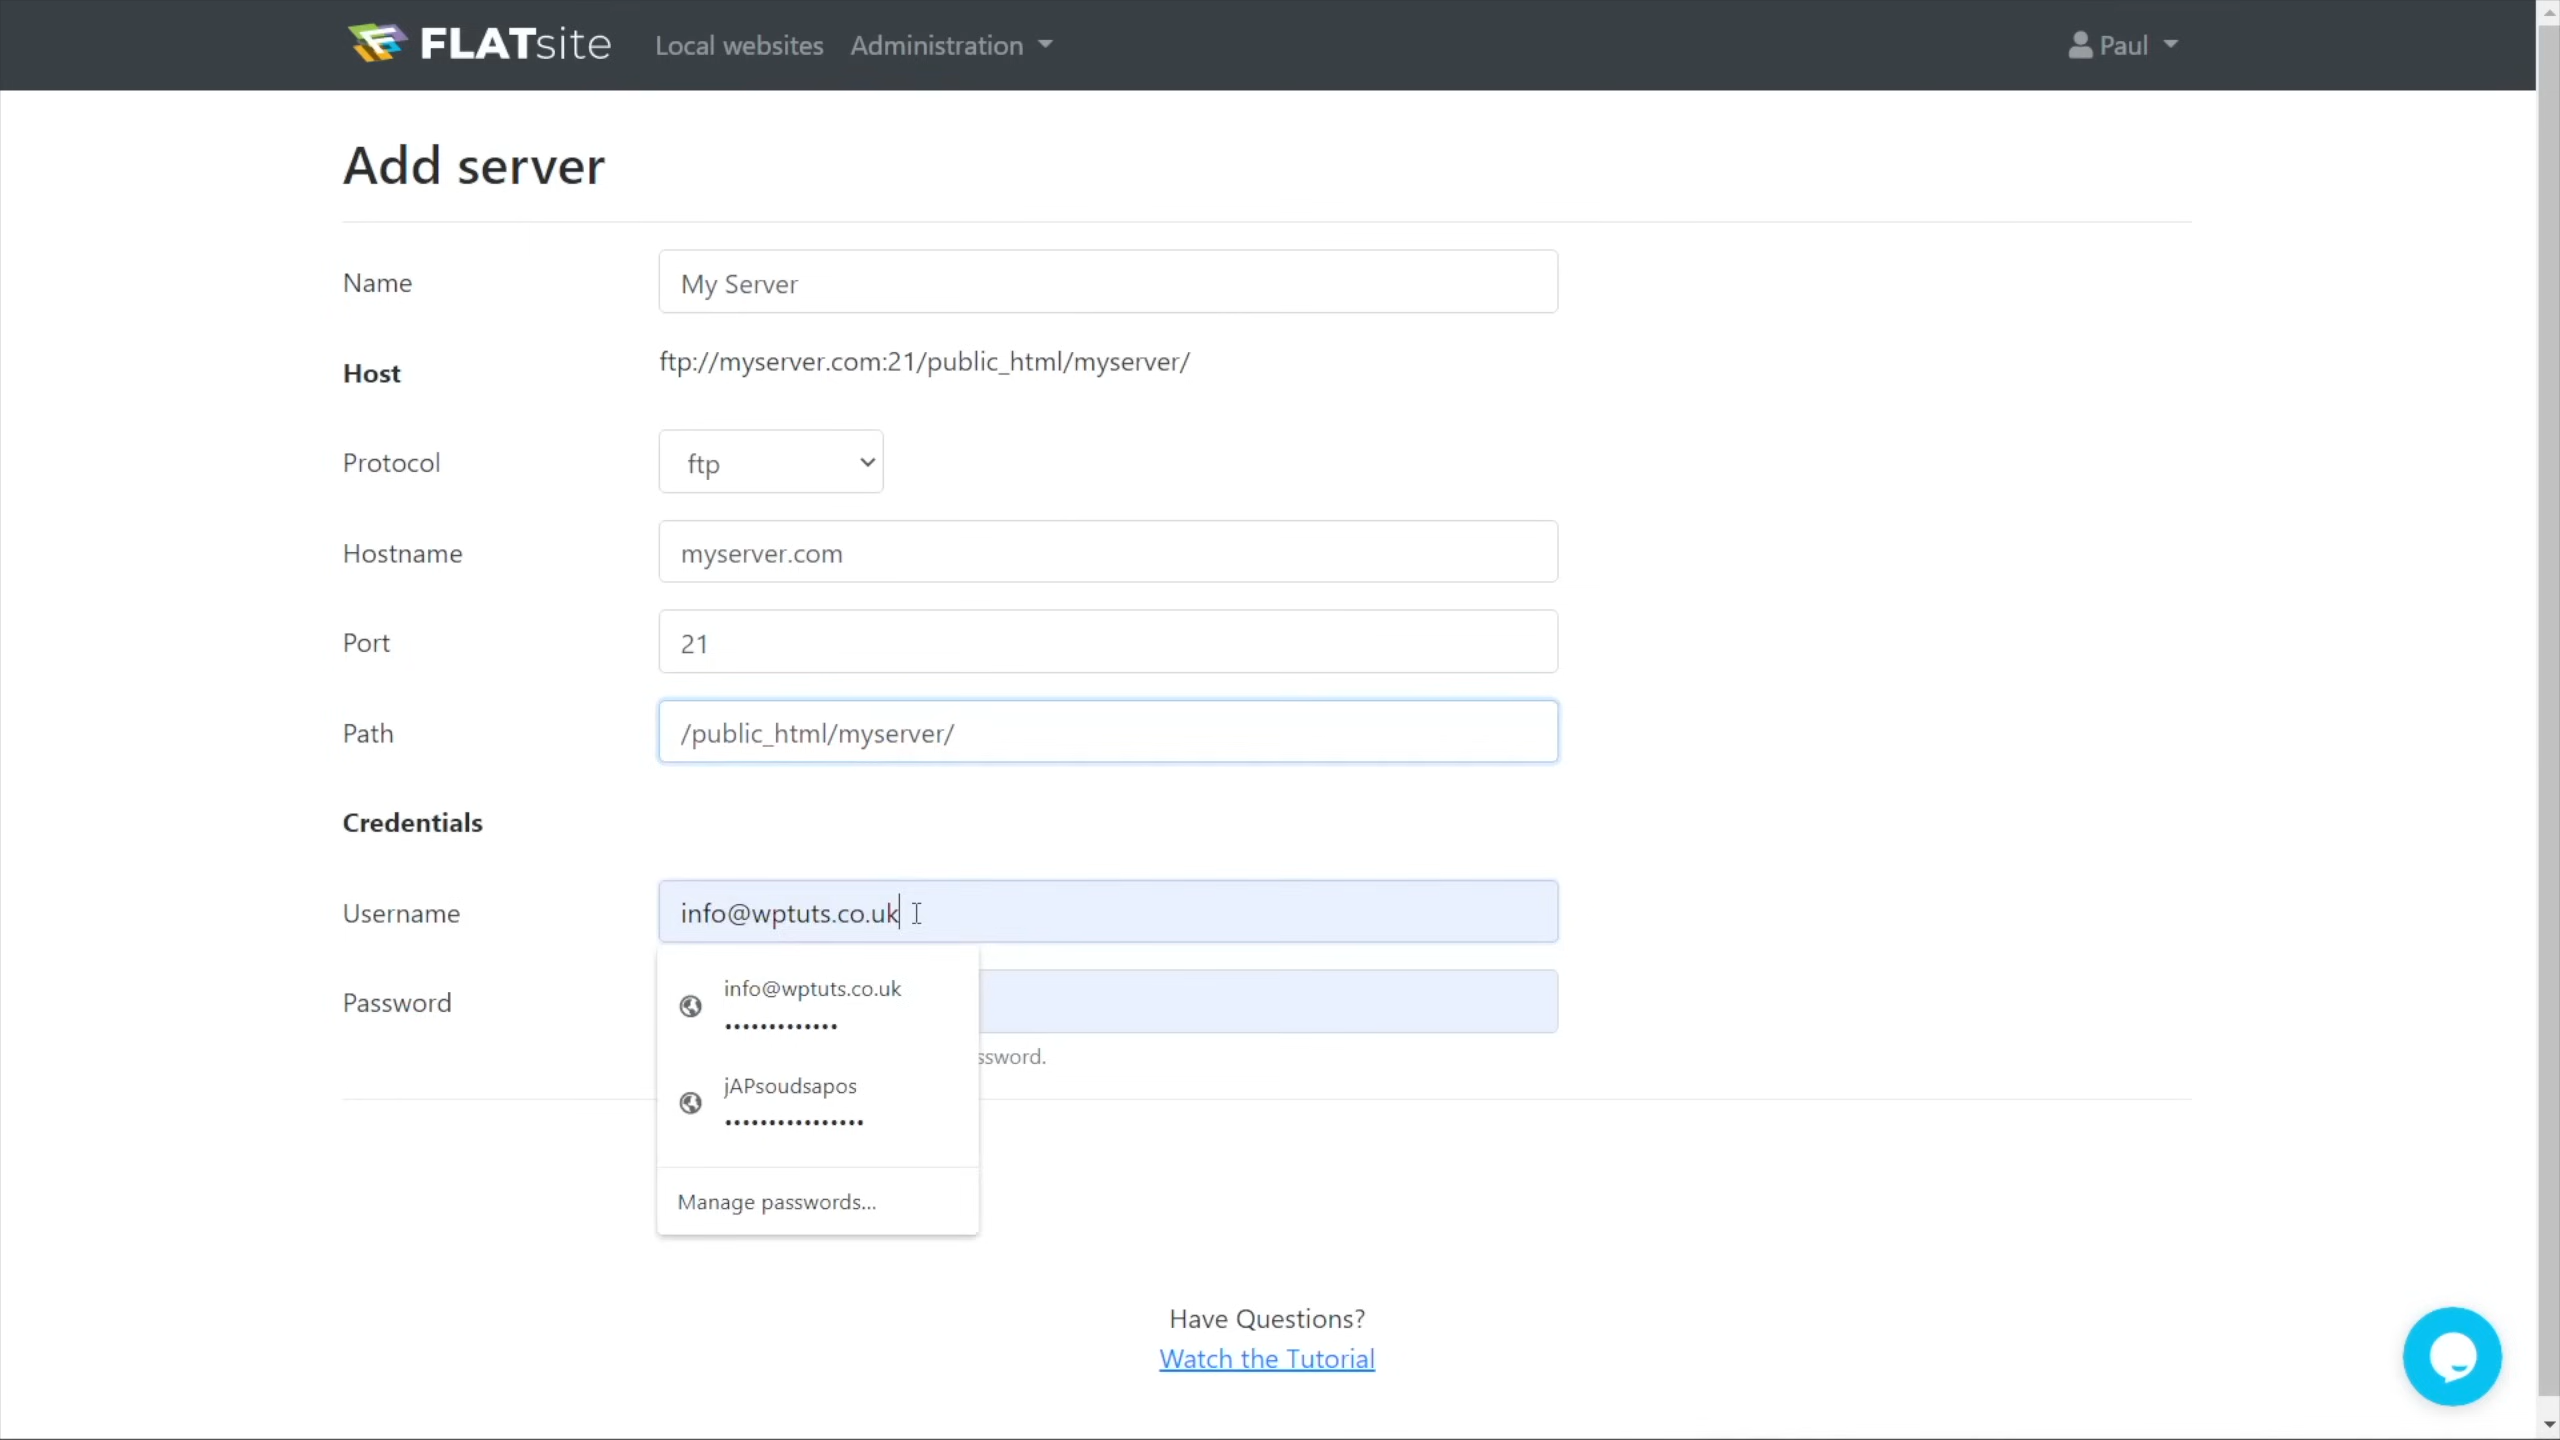 FLATsite Local websites Administration Paul
Add server
Name My Server
Host ftp://myserver.com:21/public_html/myserver/
Protocol ftp
Hostname myserver.com
Port 21
Path /public_html/myserver/
Credentials
Username info@wptuts.co.uk
info@wptuts.co.uk
Password
•••••••••••••
ssword.
jAPsoudsapos
••••••••••••••••
Manage passwords...
Have Questions?
Watch the Tutorial